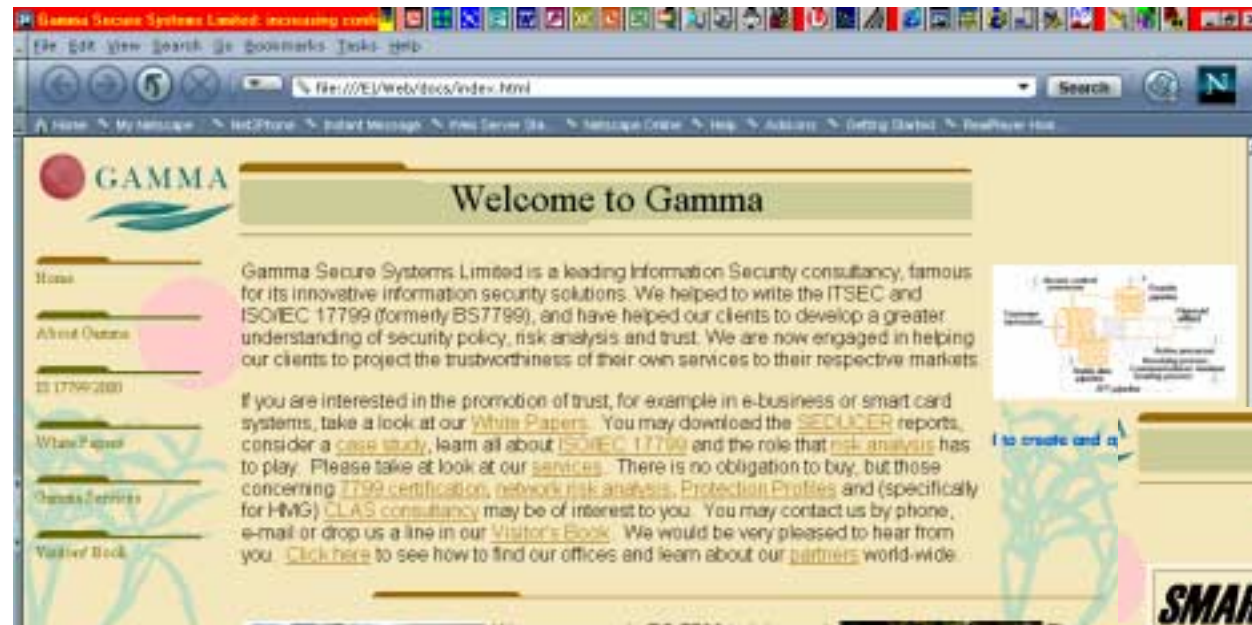 Gamma Secure Systems Limited: increasing
File Edit View Search Go Bookmarks Tasks Help
file:///E|/Web/docs/index.html
Search
N
Home My Netscape Net2Phone Instant Message Web Server Netscape Online Help Add-ons Getting Started RealPlayer
GAMMA
Welcome to Gamma
Home
About Gamma
IS 17799:2000
White Papers
Gamma Services
Visitors' Book
Gamma Secure Systems Limited is a leading Information Security consultancy, famous
for its innovative information security solutions. We helped to write the ITSEC and
ISO/IEC 17799 (formerly BS7799), and have helped our clients to develop a greater
understanding of security policy, risk analysis and trust. We are now engaged in helping
our clients to project the trustworthiness of their own services to their respective markets.
If you are interested in the promotion of trust, for example in e-business or smart card
systems, take a look at our White Papers. You may download the SEDUCER reports,
consider a case study, learn all about ISO/IEC 17799 and the role that risk analysis has
to play. Please take at look at our services. There is no obligation to buy, but those
concerning 7799 certification, network risk analysis, Protection Profiles and (specifically
for HMG) CLAS consultancy may be of interest to you. You may contact us by phone,
e-mail or drop us a line in our Visitor's Book. We would be very pleased to hear from
you. Click here to see how to find our offices and learn about our partners world-wide.
to create and
SMAR